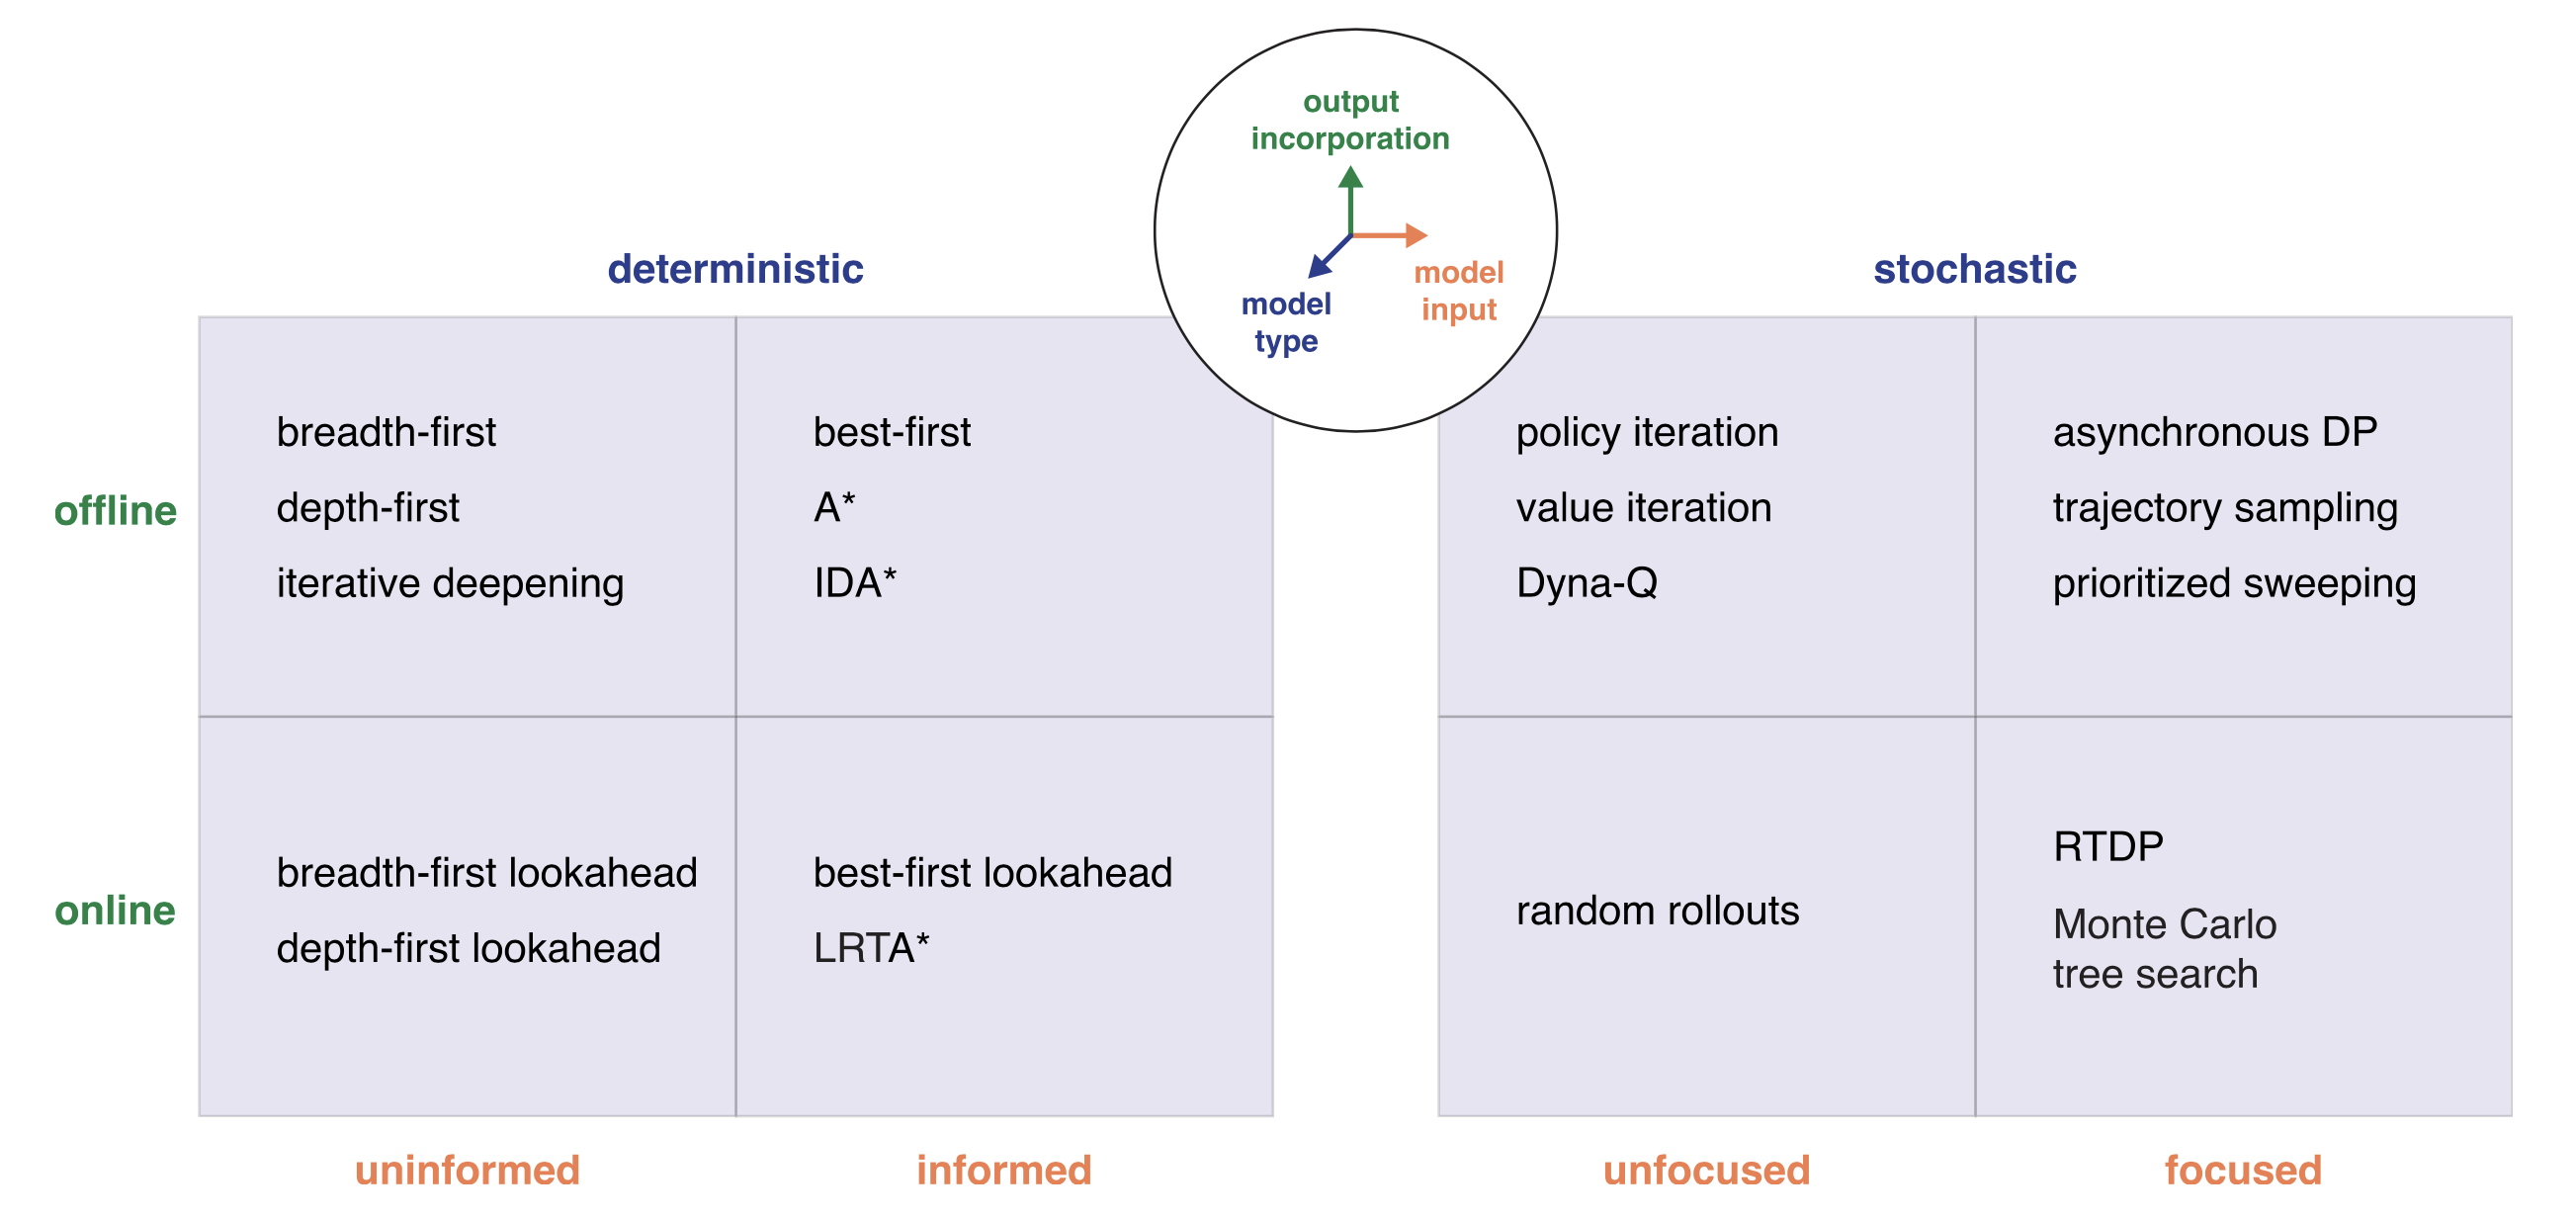 output
incorporation
model
input
model
type
deterministic
stochastic
offline
breadth-first
depth-first
iterative deepening
best-first
A*
IDA*
policy iteration
value iteration
Dyna-Q
asynchronous DP
trajectory sampling
prioritized sweeping
online
breadth-first lookahead
depth-first lookahead
best-first lookahead
LRTA*
random rollouts
RTDP
Monte Carlo
tree search
uninformed
informed
unfocused
focused